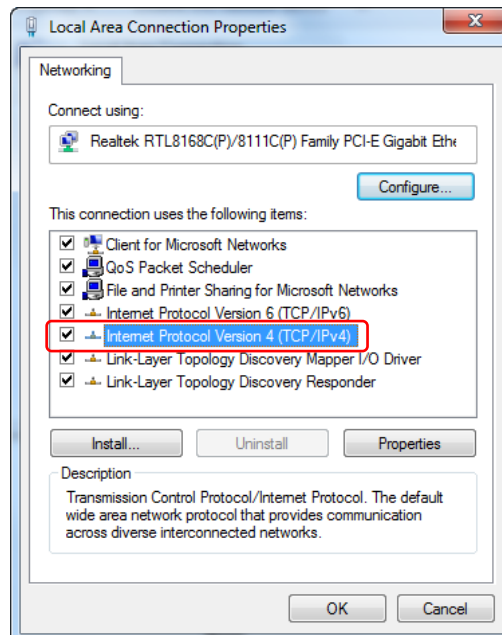 Local Area Connection Properties
Networking
Connect using:
Realtek RTL8168C(P)/8111C(P) Family PCI-E Gigabit Ethe
Configure...
This connection uses the following items:
Client for Microsoft Networks
QoS Packet Scheduler
File and Printer Sharing for Microsoft Networks
Internet Protocol Version 6 (TCP/IPv6)
Internet Protocol Version 4 (TCP/IPv4)
Link-Layer Topology Discovery Mapper I/O Driver
Link-Layer Topology Discovery Responder
Install... Uninstall Properties
Description
Transmission Control Protocol/Internet Protocol. The default
wide area network protocol that provides communication
across diverse interconnected networks.
OK Cancel